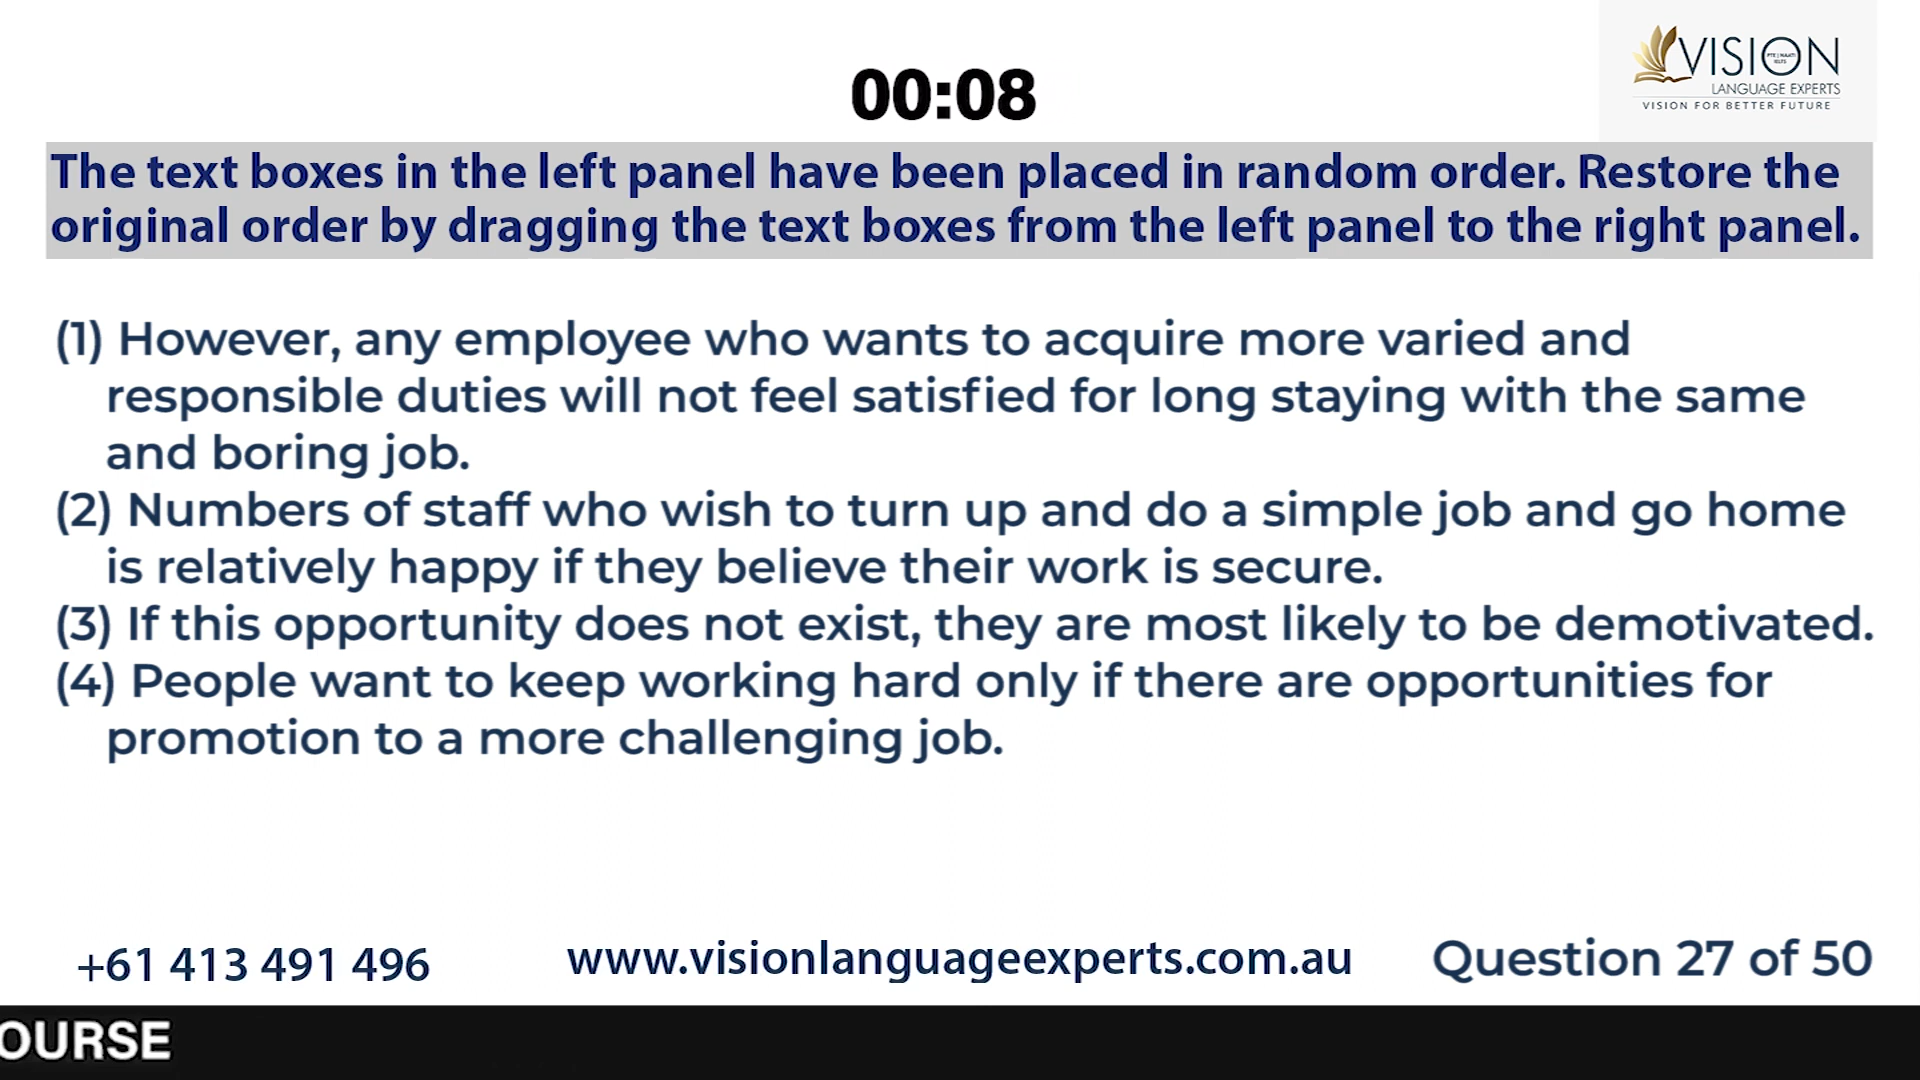 VISION
LANGUAGE EXPERTS
VISION FOR BETTER FUTURE
00:08
The text boxes in the left panel have been placed in random order. Restore the
original order by dragging the text boxes from the left panel to the right panel.
(1) However, any employee who wants to acquire more varied and
responsible duties will not feel satisfied for long staying with the same
and boring job.
(2) Numbers of staff who wish to turn up and do a simple job and go home
is relatively happy if they believe their work is secure.
(3) If this opportunity does not exist, they are most likely to be demotivated.
(4) People want to keep working hard only if there are opportunities for
promotion to a more challenging job.
+61 413 491 496
www.visionlanguageexperts.com.au
Question 27 of 50
OURSE